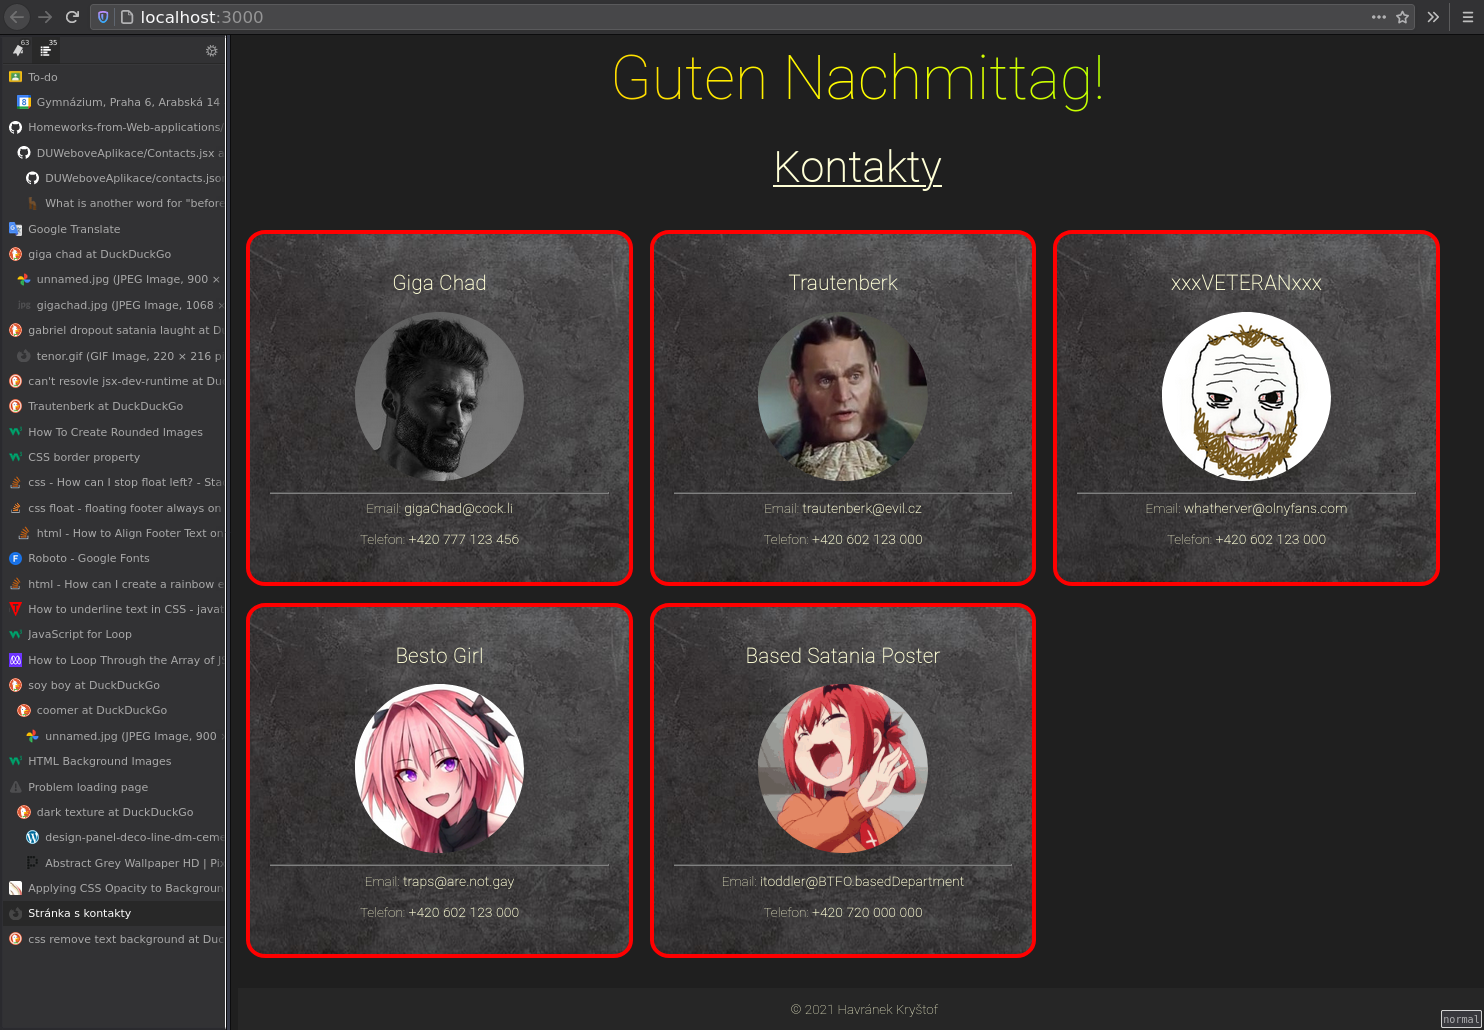 localhost:3000
63
35
To-do
Gymnázium, Praha 6, Arabská 14
Homeworks-from-Web-applications/
DUWeboveAplikace/Contacts.jsx a
DUWeboveAplikace/contacts.json
What is another word for "before
Google Translate
giga chad at DuckDuckGo
unnamed.jpg (JPEG Image, 900 ×
gigachad.jpg (JPEG Image, 1068 ×
gabriel dropout satania laught at D
tenor.gif (GIF Image, 220 × 216 pi
can't resovle jsx-dev-runtime at Du
Trautenberk at DuckDuckGo
How To Create Rounded Images
CSS border property
css - How can I stop float left? - Sta
css float - floating footer always on
html - How to Align Footer Text on
Roboto - Google Fonts
html - How can I create a rainbow e
How to underline text in CSS - javat
JavaScript for Loop
How to Loop Through the Array of JS
soy boy at DuckDuckGo
coomer at DuckDuckGo
unnamed.jpg (JPEG Image, 900 ×
HTML Background Images
Problem loading page
dark texture at DuckDuckGo
design-panel-deco-line-dm-ceme
Abstract Grey Wallpaper HD | Pix
Applying CSS Opacity to Backgroun
Stránka s kontakty
css remove text background at Duc
Guten Nachmittag!
Kontakty
Giga Chad
Email: gigaChad@cock.li
Telefon: +420 777 123 456
Trautenberk
Email: trautenberk@evil.cz
Telefon: +420 602 123 000
xxxVETERANxxx
Email: whatherver@olnyfans.com
Telefon: +420 602 123 000
Besto Girl
Email: traps@are.not.gay
Telefon: +420 602 123 000
Based Satania Poster
Email: itoddler@BTFO.basedDepartment
Telefon: +420 720 000 000
© 2021 Havránek Kryštof
normal